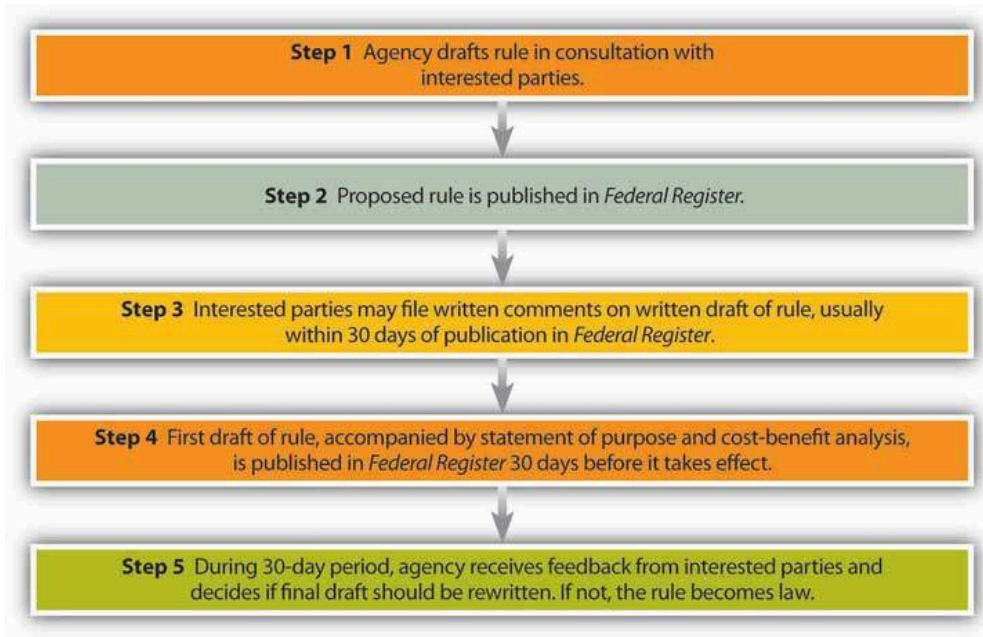 Step 1 Agency drafts rule in consultation with
interested parties.
Step 2 Proposed rule is published in Federal Register.
Step 3 Interested parties may file written comments on written draft of rule, usually
within 30 days of publication in Federal Register.
Step 4 First draft of rule, accompanied by statement of purpose and cost-benefit analysis,
is published in Federal Register 30 days before it takes effect.
Step 5 During 30-day period, agency receives feedback from interested parties and
decides if final draft should be rewritten. If not, the rule becomes law.